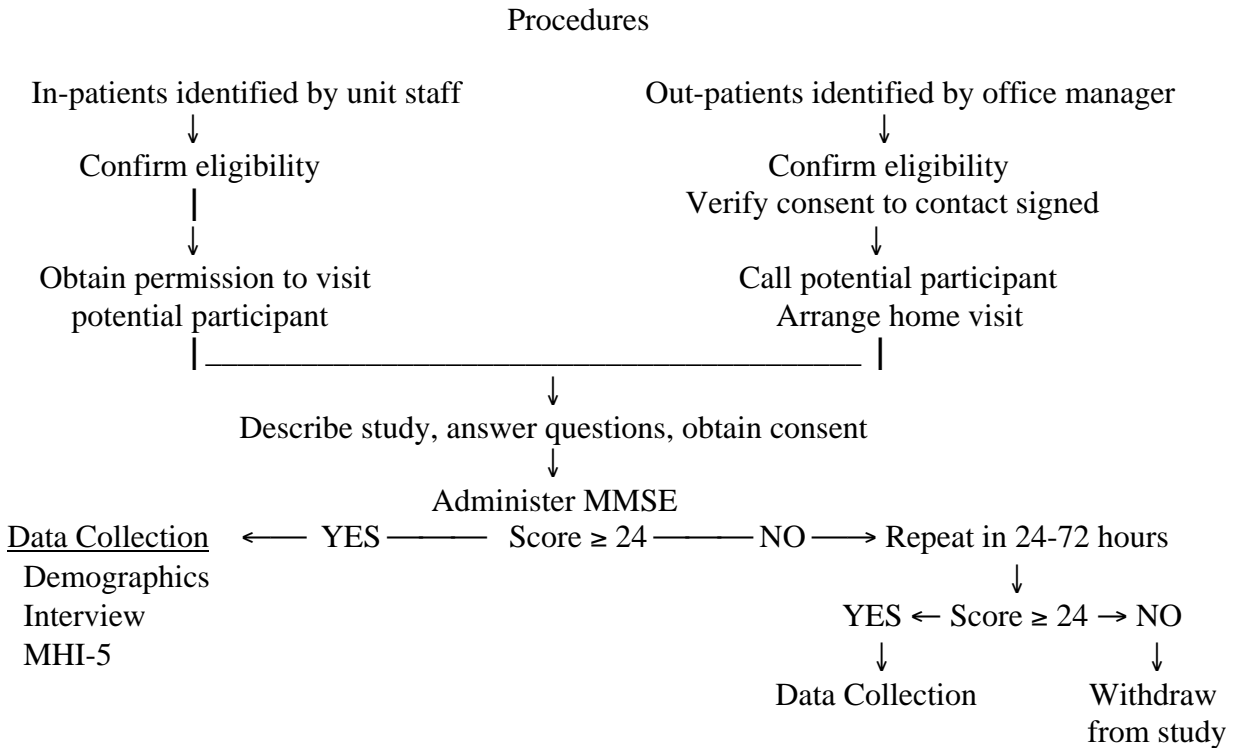 Procedures
In-patients identified by unit staff Out-patients identified by office manager
↓ ↓
Confirm eligibility Confirm eligibility
| Verify consent to contact signed
↓ ↓
Obtain permission to visit Call potential participant
potential participant Arrange home visit
|_________________________________________|
↓
Describe study, answer questions, obtain consent
↓
Administer MMSE
Data Collection ←—— YES ——— Score ≥ 24 ——— NO ——→ Repeat in 24-72 hours
Demographics ↓
Interview YES ← Score ≥ 24 → NO
MHI-5 ↓ ↓
Data Collection Withdraw
from study